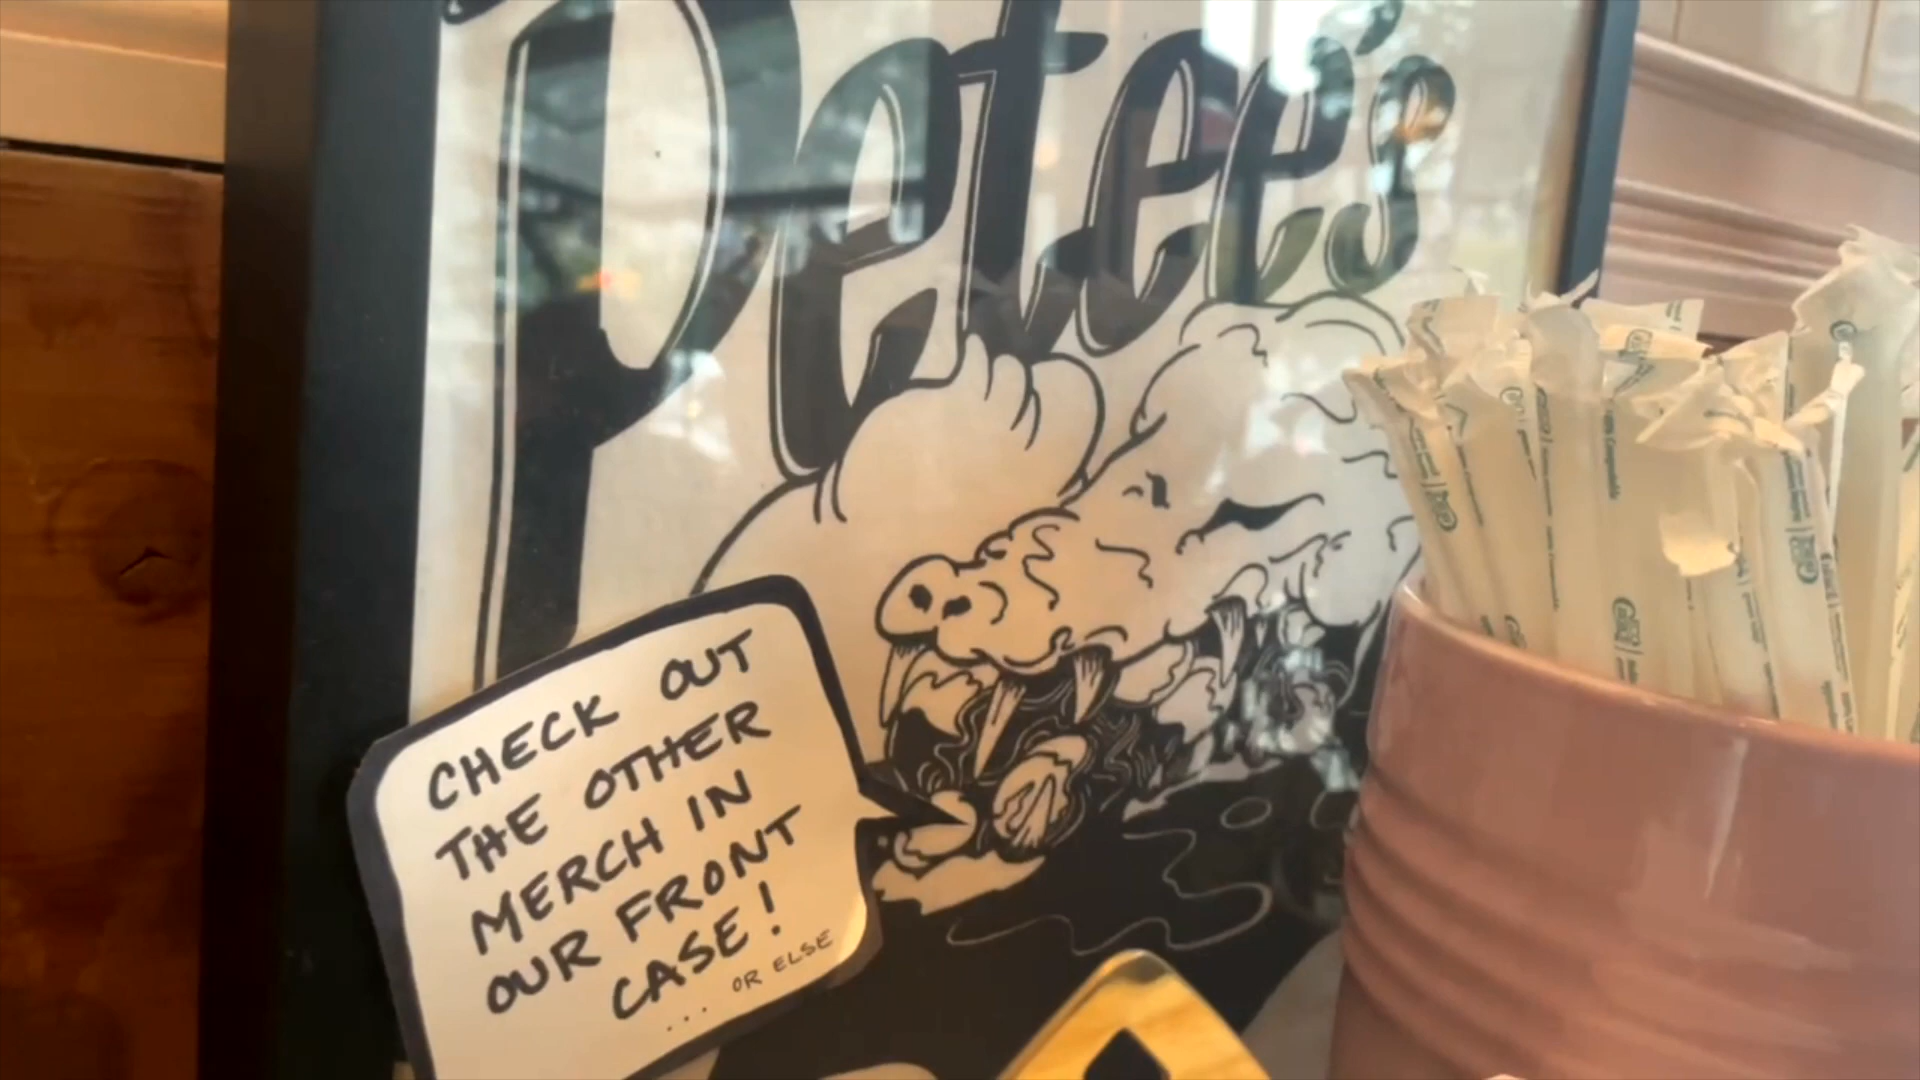 Petee's
CHECK OUT
THE OTHER
MERCH IN
OUR FRONT
CASE!
... OR ELSE